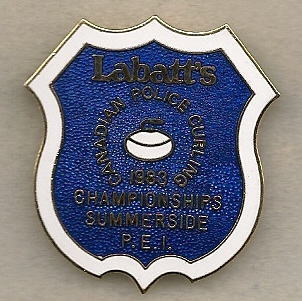 Labatt's
CANADIAN POLICE CURLING
1983
CHAMPIONSHIPS
SUMMERSIDE
P.E.I.